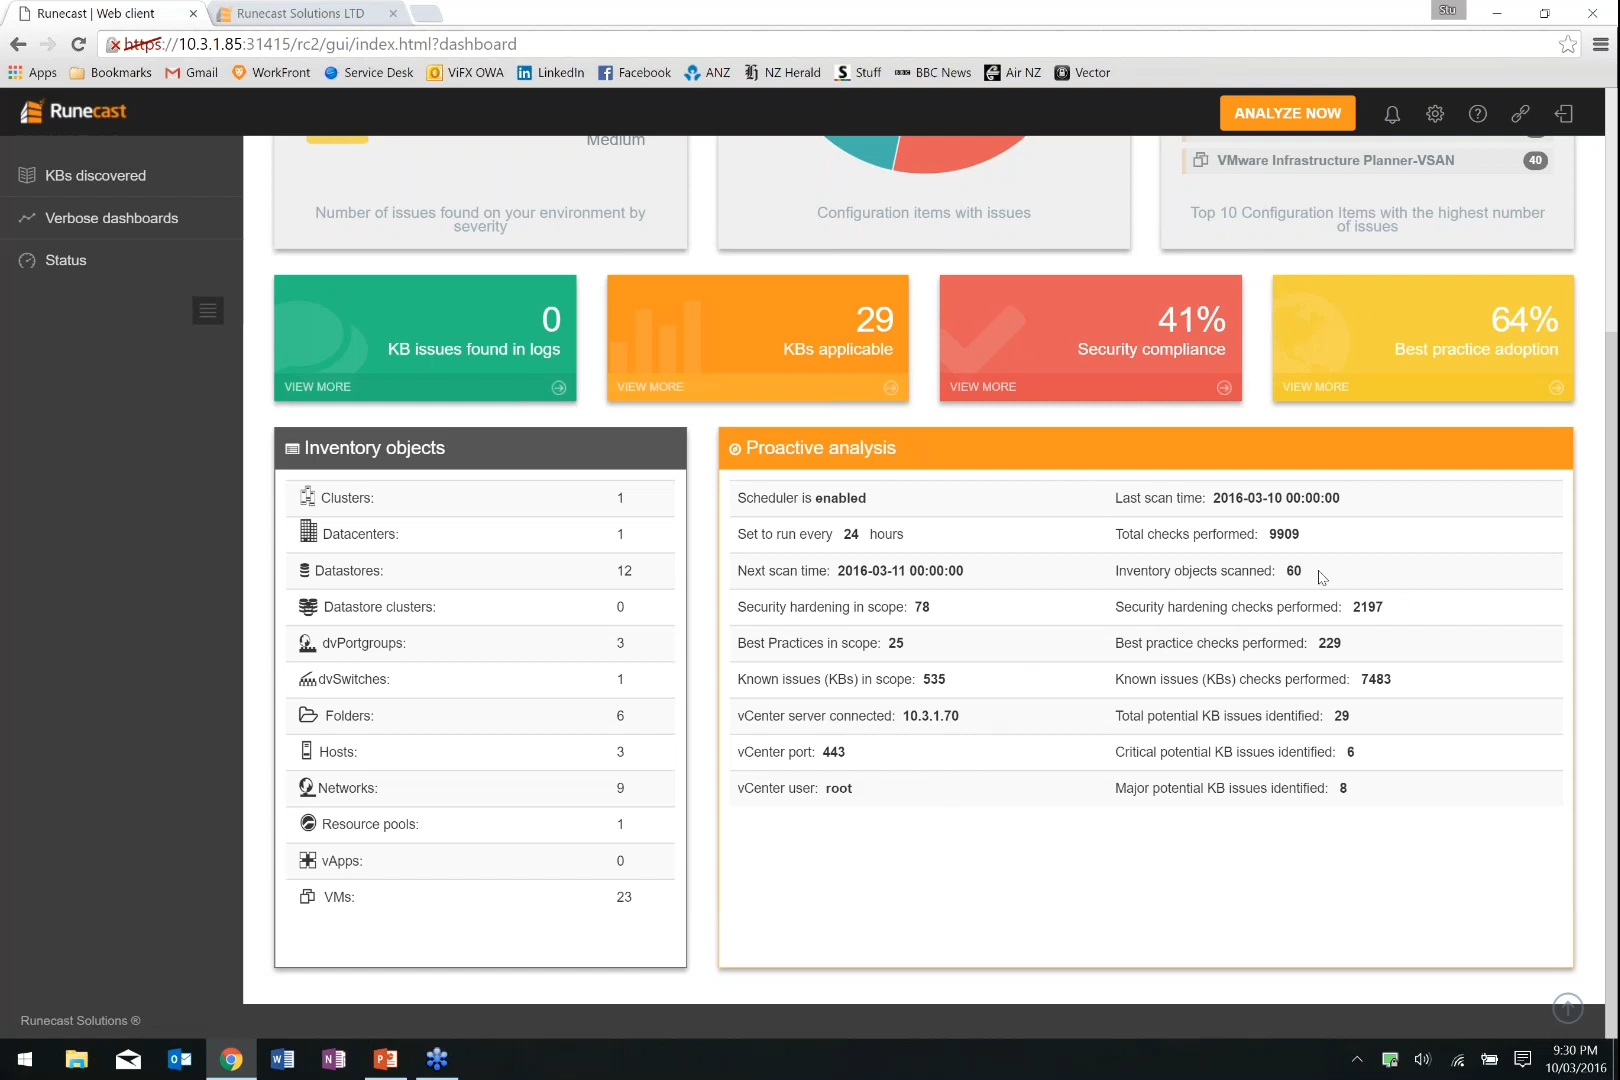 Runecast | Web client
Runecast Solutions LTD
Stu
https://10.3.1.85:31415/rc2/gui/index.html?dashboard
Apps Bookmarks Gmail WorkFront Service Desk ViFX OWA LinkedIn Facebook ANZ NZ Herald Stuff BBC News Air NZ Vector
Runecast
ANALYZE NOW
KBs discovered
Verbose dashboards
Status
Medium
Number of issues found on your environment by
severity
Configuration items with issues
VMware Infrastructure Planner-VSAN 40
Top 10 Configuration Items with the highest number
of issues
0
KB issues found in logs
VIEW MORE
29
KBs applicable
VIEW MORE
41%
Security compliance
VIEW MORE
64%
Best practice adoption
VIEW MORE
Inventory objects
Clusters: 1
Datacenters: 1
Datastores: 12
Datastore clusters: 0
dvPortgroups: 3
dvSwitches: 1
Folders: 6
Hosts: 3
Networks: 9
Resource pools: 1
vApps: 0
VMs: 23
Proactive analysis
Scheduler is enabled Last scan time: 2016-03-10 00:00:00
Set to run every 24 hours Total checks performed: 9909
Next scan time: 2016-03-11 00:00:00 Inventory objects scanned: 60
Security hardening in scope: 78 Security hardening checks performed: 2197
Best Practices in scope: 25 Best practice checks performed: 229
Known issues (KBs) in scope: 535 Known issues (KBs) checks performed: 7483
vCenter server connected: 10.3.1.70 Total potential KB issues identified: 29
vCenter port: 443 Critical potential KB issues identified: 6
vCenter user: root Major potential KB issues identified: 8
Runecast Solutions ®
9:30 PM
10/03/2016